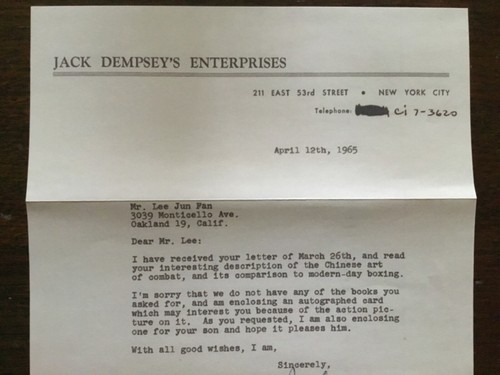 JACK DEMPSEY'S ENTERPRISES
211 EAST 53rd STREET • NEW YORK CITY
Telephone: Ci 7-3620
April 12th, 1965
Mr. Lee Jun Fan
3039 Monticello Ave.
Oakland 19, Calif.
Dear Mr. Lee:
I have received your letter of March 26th, and read
your interesting description of the Chinese art
of combat, and its comparison to modern-day boxing.
I'm sorry that we do not have any of the books you
asked for, and am enclosing an autographed card
which may interest you because of the action pic-
ture on it. As you requested, I am also enclosing
one for your son and hope it pleases him.
With all good wishes, I am,
Sincerely,